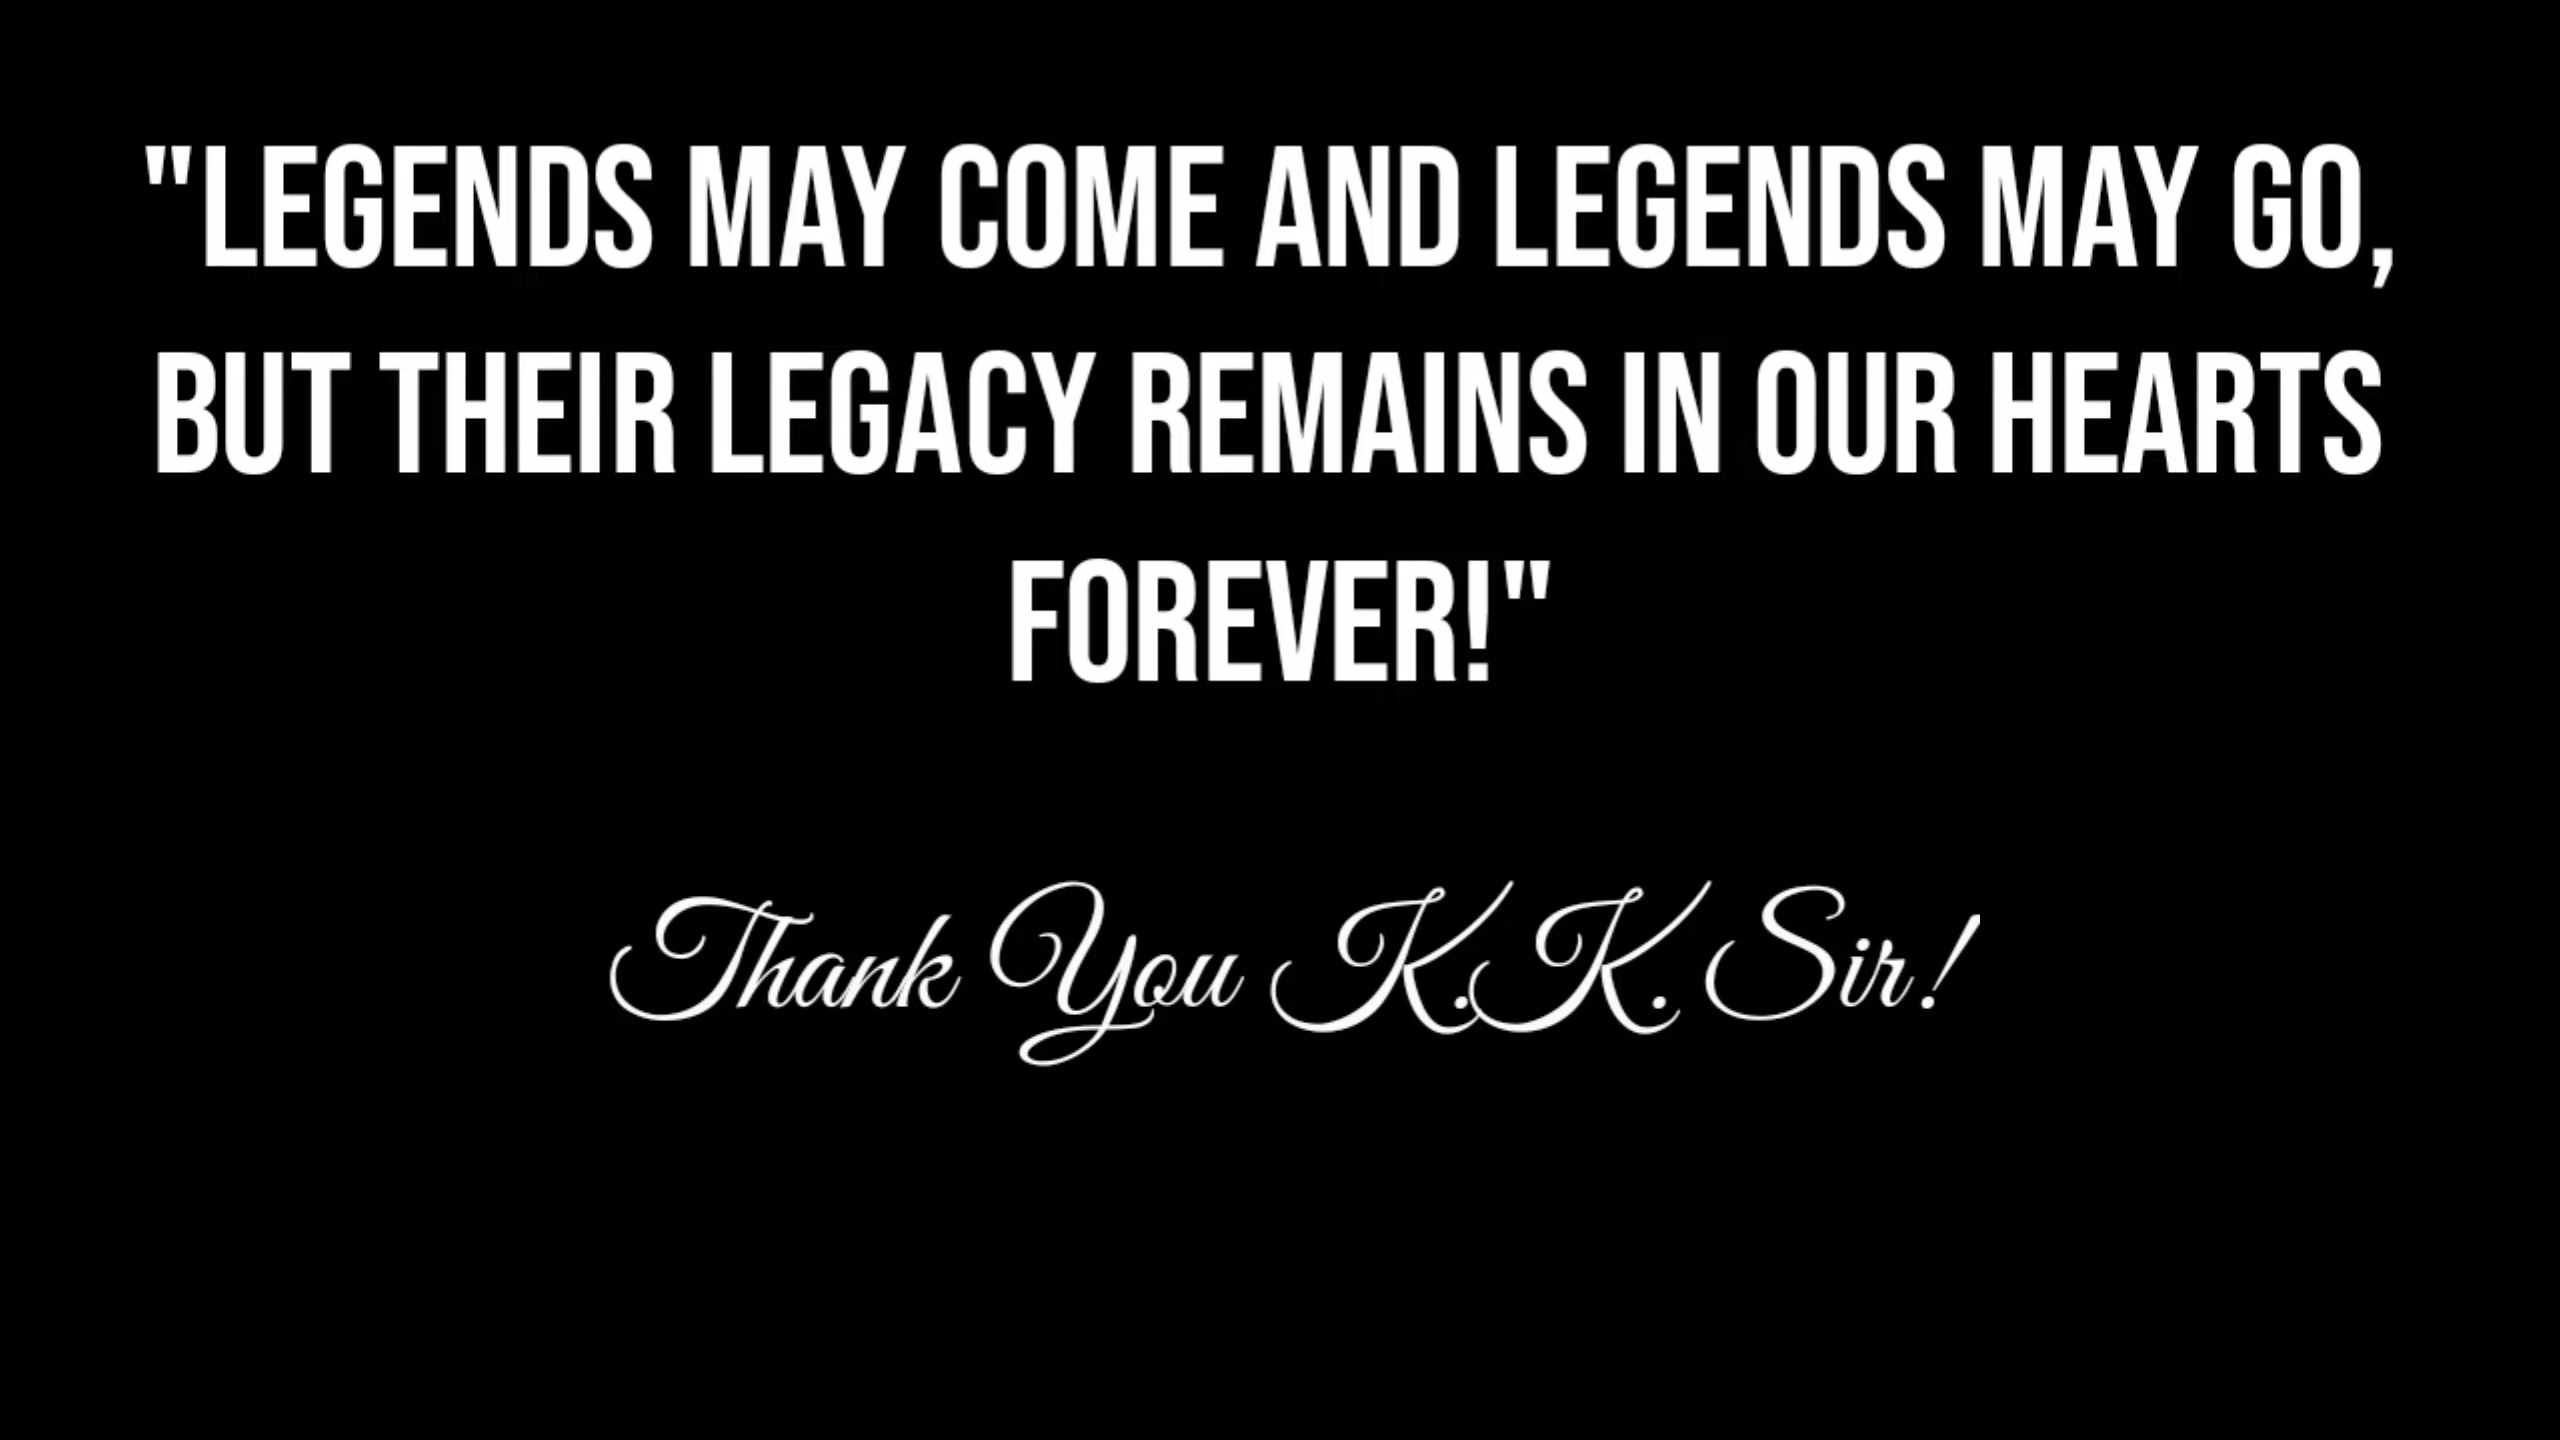 "LEGENDS MAY COME AND LEGENDS MAY GO,
BUT THEIR LEGACY REMAINS IN OUR HEARTS
FOREVER!"
Thank You K.K. Sir!